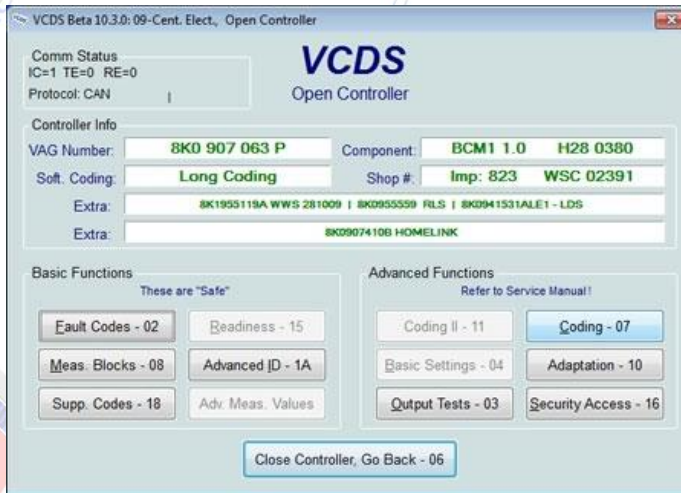 VCDS Beta 10.3.0: 09-Cent. Elect., Open Controller
Comm Status
IC=1 TE=0 RE=0
Protocol: CAN |
VCDS
Open Controller
Controller Info
VAG Number: 8K0 907 063 P Component: BCM1 1.0 H28 0380
Soft. Coding: Long Coding Shop #: Imp: 823 WSC 02391
Extra: 8K1955119A WWS 281009 | 8K0955559 RLS | 8K0941531ALE1 - LDS
Extra: 8K0907410B HOMELINK
Basic Functions
These are "Safe"
Fault Codes - 02 Readiness - 15
Meas. Blocks - 08 Advanced ID - 1A
Supp. Codes - 18 Adv. Meas. Values
Advanced Functions
Refer to Service Manual!
Coding II - 11 Coding - 07
Basic Settings - 04 Adaptation - 10
Output Tests - 03 Security Access - 16
Close Controller, Go Back - 06